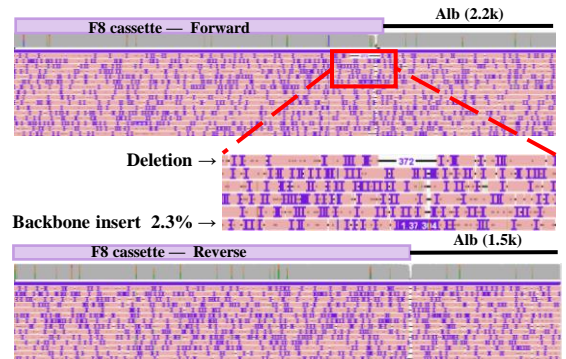 F8 cassette — Forward
Alb (2.2k)
Deletion →
372
Backbone insert 2.3% →
F8 cassette — Reverse
Alb (1.5k)